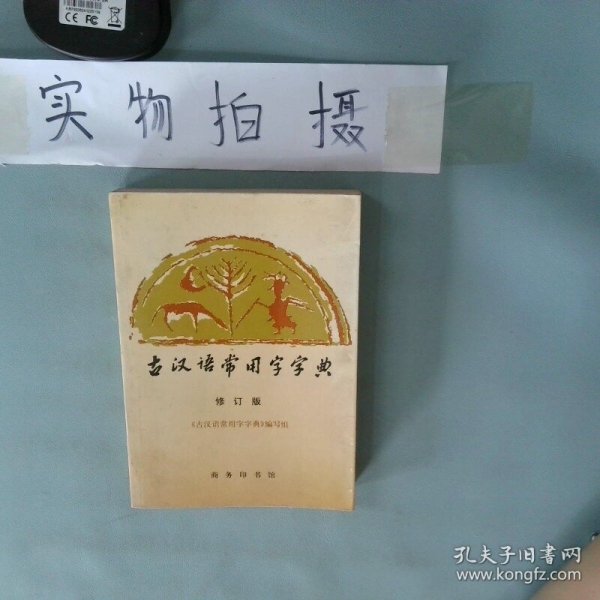 实物拍摄
古汉语常用字字典
修订版
《古汉语常用字字典》编写组
商务印书馆
孔夫子旧书网
www.kongfz.com